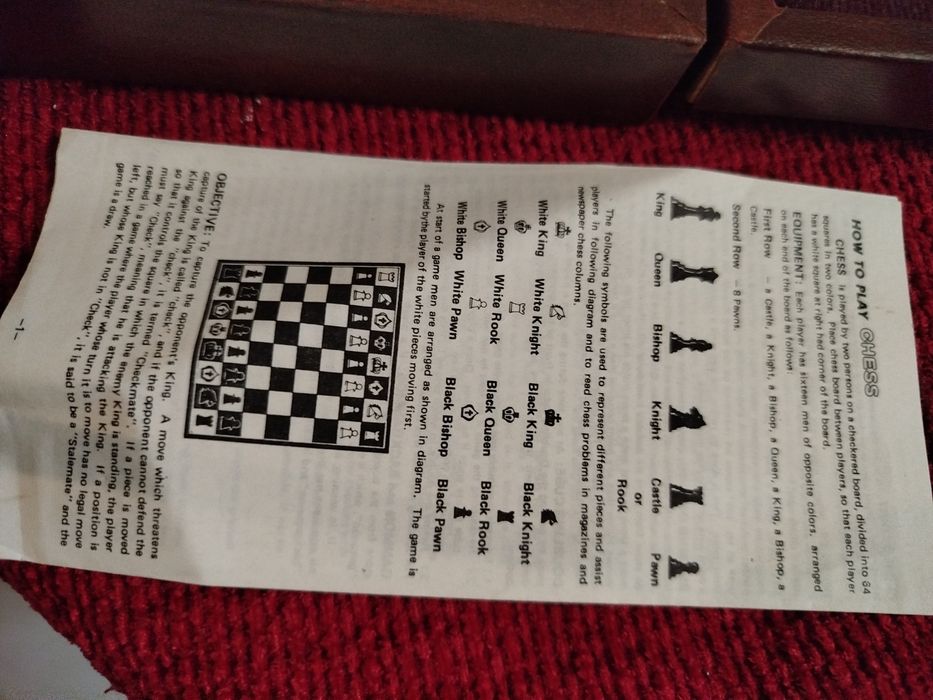 HOW TO PLAY CHESS
CHESS is played by two persons on a checkered board, divided into 64
squares in two colors. Place chess board between players, so that each player
has a white square at right had corner of the board.
EQUIPMENT: Each player has sixteen men of opposite colors, arranged
on each end of the board as follows:
First Row — a Castle, a Knight, a Bishop, a Queen, a King, a Bishop, a
Castle.
Second Row — 8 Pawns.
King Queen Bishop Knight Castle Pawn
or
Rook
The following symbols are used to represent different pieces and assist
players in following diagram and to read chess problems in magazines and
newspaper chess columns.
White King White Knight Black King Black Knight
White Queen White Rook Black Queen Black Rook
White Bishop White Pawn Black Bishop Black Pawn
At start of a game men are arranged as shown in diagram. The game is
started by the player of the white pieces moving first.
OBJECTIVE: To capture the opponent's King. A move which threatens
capture of the King is called "check", and if the opponent cannot defend the
King against the "check", it is termed "Checkmate". If a piece is moved
so that it controls the square in which the enemy King is standing, the player
must say "Check" meaning that he is attacking the King. If a position is
reached in a game where the player whose turn it is to move has no legal move
left, but whose King is not in "Check", it is said to be a "Stalemate" and the
game is a draw.
-1-